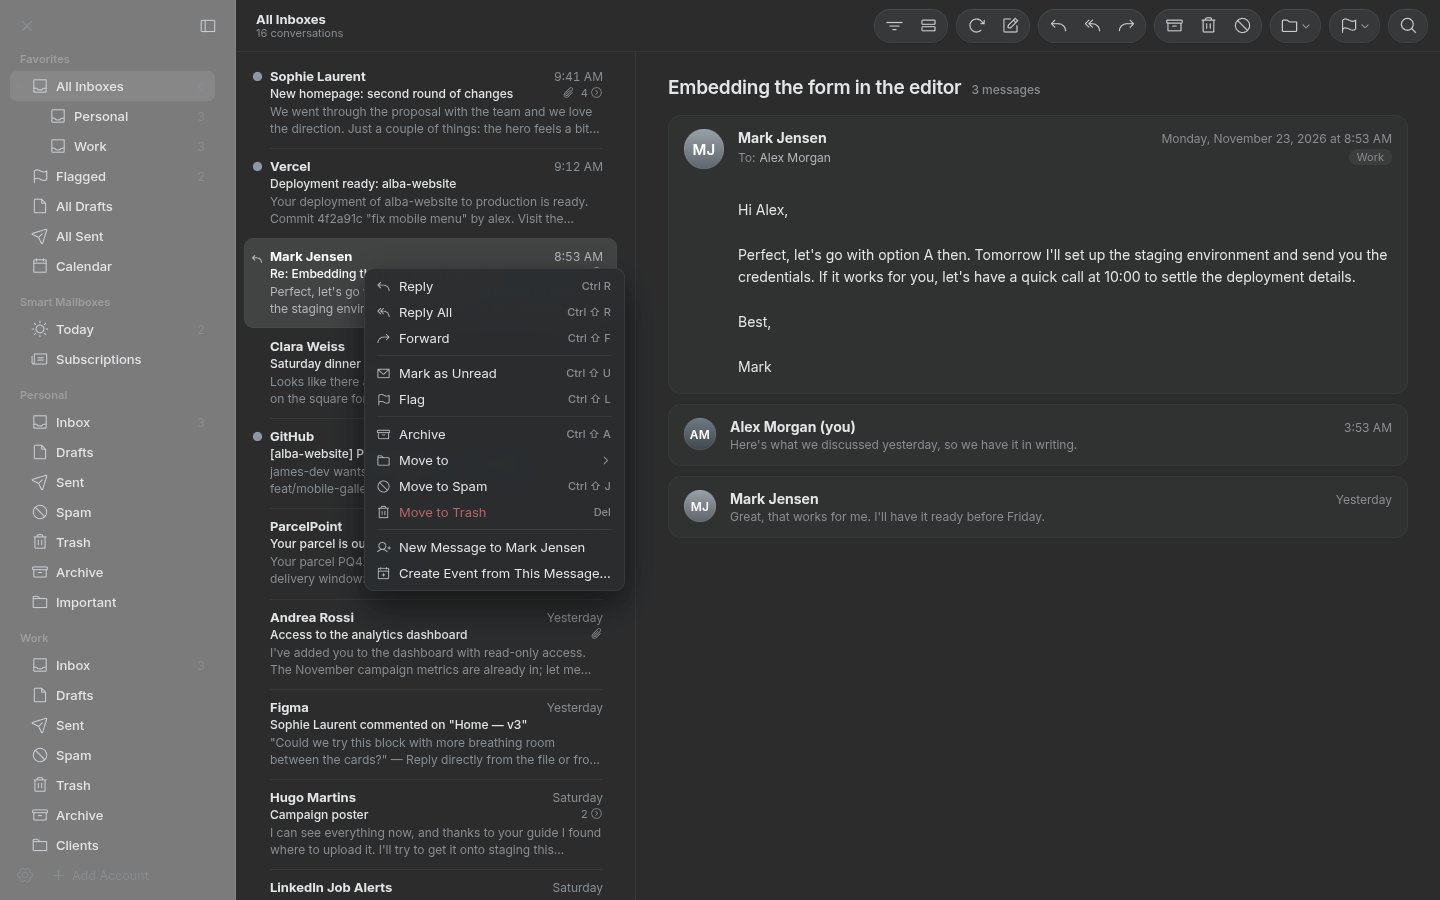 Favorites
All Inboxes
Personal 3
Work 3
Flagged 2
All Drafts
All Sent
Calendar
Smart Mailboxes
Today 2
Subscriptions
Personal
Inbox 3
Drafts
Sent
Spam
Trash
Archive
Important
Work
Inbox 3
Drafts
Sent
Spam
Trash
Archive
Clients
Add Account
All Inboxes
16 conversations
Sophie Laurent 9:41 AM
New homepage: second round of changes 4
We went through the proposal with the team and we love
the direction. Just a couple of things: the hero feels a bit...
Vercel 9:12 AM
Deployment ready: alba-website
Your deployment of alba-website to production is ready.
Commit 4f2a91c "fix mobile menu" by alex. Visit the...
Mark Jensen 8:53 AM
Re: Embedding
Perfect, let's go
the staging
Clara Weiss
Saturday dinner
Looks like there
on the square
GitHub
[alba-website]
james-dev wants
ParcelPoint
Your parcel is
Your parcel
delivery window
Andrea Rossi Yesterday
Access to the analytics dashboard
I've added you to the dashboard with read-only access.
The November campaign metrics are already in; let me...
Figma Yesterday
Sophie Laurent commented on "Home — v3"
"Could we try this block with more breathing room
between the cards?" — Reply directly from the file or fro...
Hugo Martins Saturday
Campaign poster 2
I can see everything now, and thanks to your guide I found
where to upload it. I'll try to get it onto staging this...
LinkedIn Job Alerts Saturday
Reply Ctrl R
Reply All Ctrl ⇧ R
Forward Ctrl ⇧ F
Mark as Unread Ctrl ⇧ U
Flag Ctrl ⇧ L
Archive Ctrl ⇧ A
Move to
Move to Spam Ctrl ⇧ J
Move to Trash Del
New Message to Mark Jensen
Create Event from This Message...
Embedding the form in the editor 3 messages
MJ
Mark Jensen Monday, November 23, 2026 at 8:53 AM
To: Alex Morgan Work
Hi Alex,
Perfect, let's go with option A then. Tomorrow I'll set up the staging environment and send you the
credentials. If it works for you, let's have a quick call at 10:00 to settle the deployment details.
Best,
Mark
AM
Alex Morgan (you) 3:53 AM
Here's what we discussed yesterday, so we have it in writing.
MJ
Mark Jensen Yesterday
Great, that works for me. I'll have it ready before Friday.